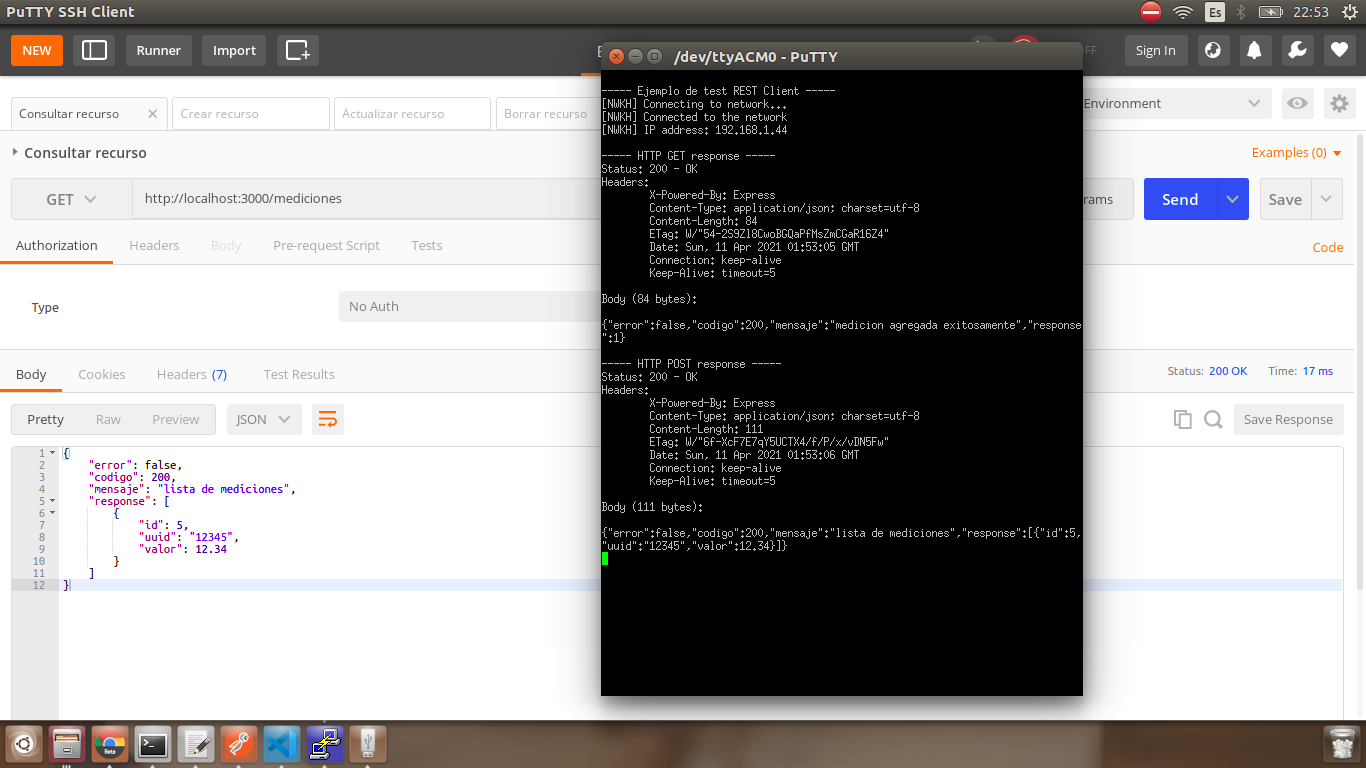 PuTTY SSH Client
Es
22:53
NEW
Runner
Import
Sign In
Consultar recurso
Crear recurso
Actualizar recurso
Borrar recurso
Environment
Consultar recurso
Examples (0)
GET
http://localhost:3000/mediciones
Send
Save
Authorization
Headers
Body
Pre-request Script
Tests
Code
Type
No Auth
Body
Cookies
Headers (7)
Test Results
Status: 200 OK
Time: 17 ms
Pretty
Raw
Preview
JSON
Save Response
1 {
2 "error": false,
3 "codigo": 200,
4 "mensaje": "lista de mediciones",
5 "response": [
6 {
7 "id": 5,
8 "uuid": "12345",
9 "valor": 12.34
10 }
11 ]
12 }
/dev/ttyACM0 - PuTTY
----- Ejemplo de test REST Client -----
[NWKH] Connecting to network...
[NWKH] Connected to the network
[NWKH] IP address: 192.168.1.44
----- HTTP GET response -----
Status: 200 - OK
Headers:
X-Powered-By: Express
Content-Type: application/json; charset=utf-8
Content-Length: 84
ETag: W/"54-2S9Zl8CwoBGQaPfMsZmCGaR16Z4"
Date: Sun, 11 Apr 2021 01:53:05 GMT
Connection: keep-alive
Keep-Alive: timeout=5
Body (84 bytes):
{"error":false,"codigo":200,"mensaje":"medicion agregada exitosamente","response
":1}
----- HTTP POST response -----
Status: 200 - OK
Headers:
X-Powered-By: Express
Content-Type: application/json; charset=utf-8
Content-Length: 111
ETag: W/"6f-XcF7E7qY5UCTX4/f/P/x/vDN5Fw"
Date: Sun, 11 Apr 2021 01:53:06 GMT
Connection: keep-alive
Keep-Alive: timeout=5
Body (111 bytes):
{"error":false,"codigo":200,"mensaje":"lista de mediciones","response":[{"id":5,
"uuid":"12345","valor":12.34}]}
Beta